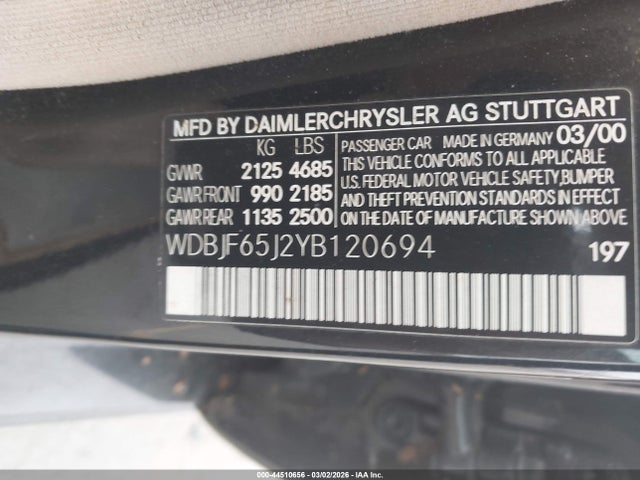 MFD BY DAIMLERCHRYSLER AG STUTTGART
KG LBS PASSENGER CAR MADE IN GERMANY 03/00
GVWR 2125 4685 THIS VEHICLE CONFORMS TO ALL APPLICABLE
GAWR FRONT 990 2185 U.S. FEDERAL MOTOR VEHICLE SAFETY,BUMPER
GAWR REAR 1135 2500 AND THEFT PREVENTION STANDARDS IN EFFECT
ON THE DATE OF MANUFACTURE SHOWN ABOVE
WDBJF65J2YB120694 197
000-44510656 - 03/02/2026 - IAA Inc.